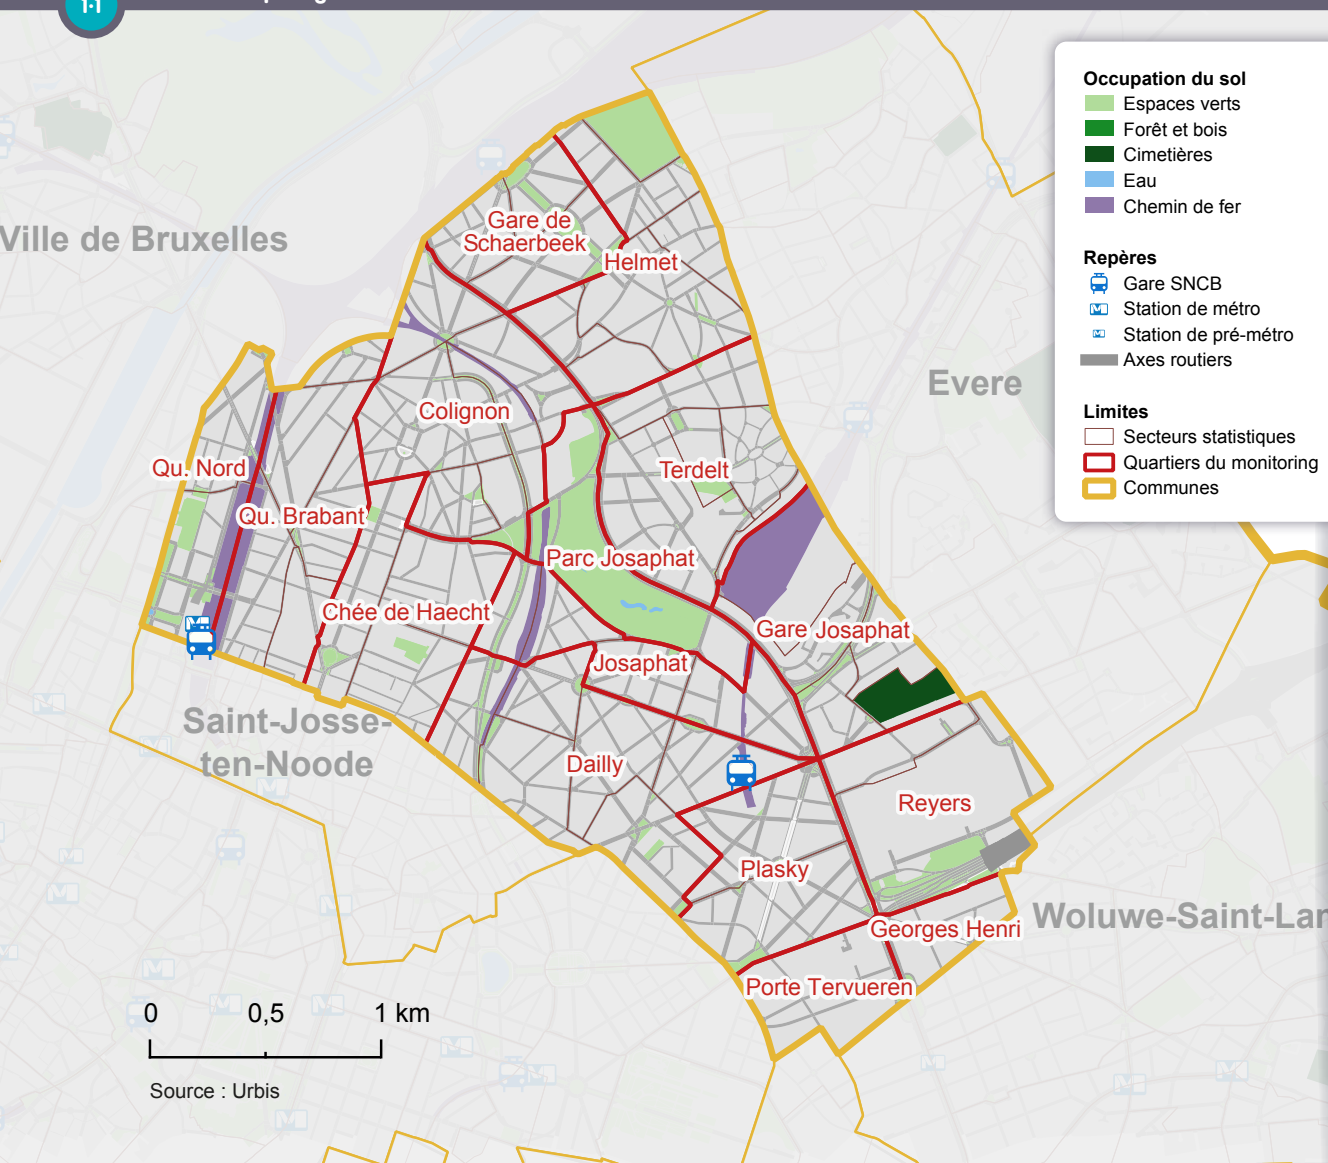 1.1
Occupation du sol
Espaces verts
Forêt et bois
Cimetières
Eau
Chemin de fer
Repères
Gare SNCB
Station de métro
Station de pré-métro
Axes routiers
Limites
Secteurs statistiques
Quartiers du monitoring
Communes
Ville de Bruxelles
Gare de
Schaerbeek
Helmet
Evere
Colignon
Qu. Nord
Terdelt
Qu. Brabant
Parc Josaphat
Chée de Haecht
Gare Josaphat
Josaphat
Saint-Josse-
ten-Noode
Dailly
Reyers
Plasky
Georges Henri
Woluwe-Saint-Lar
Porte Tervueren
0 0,5 1 km
Source : Urbis